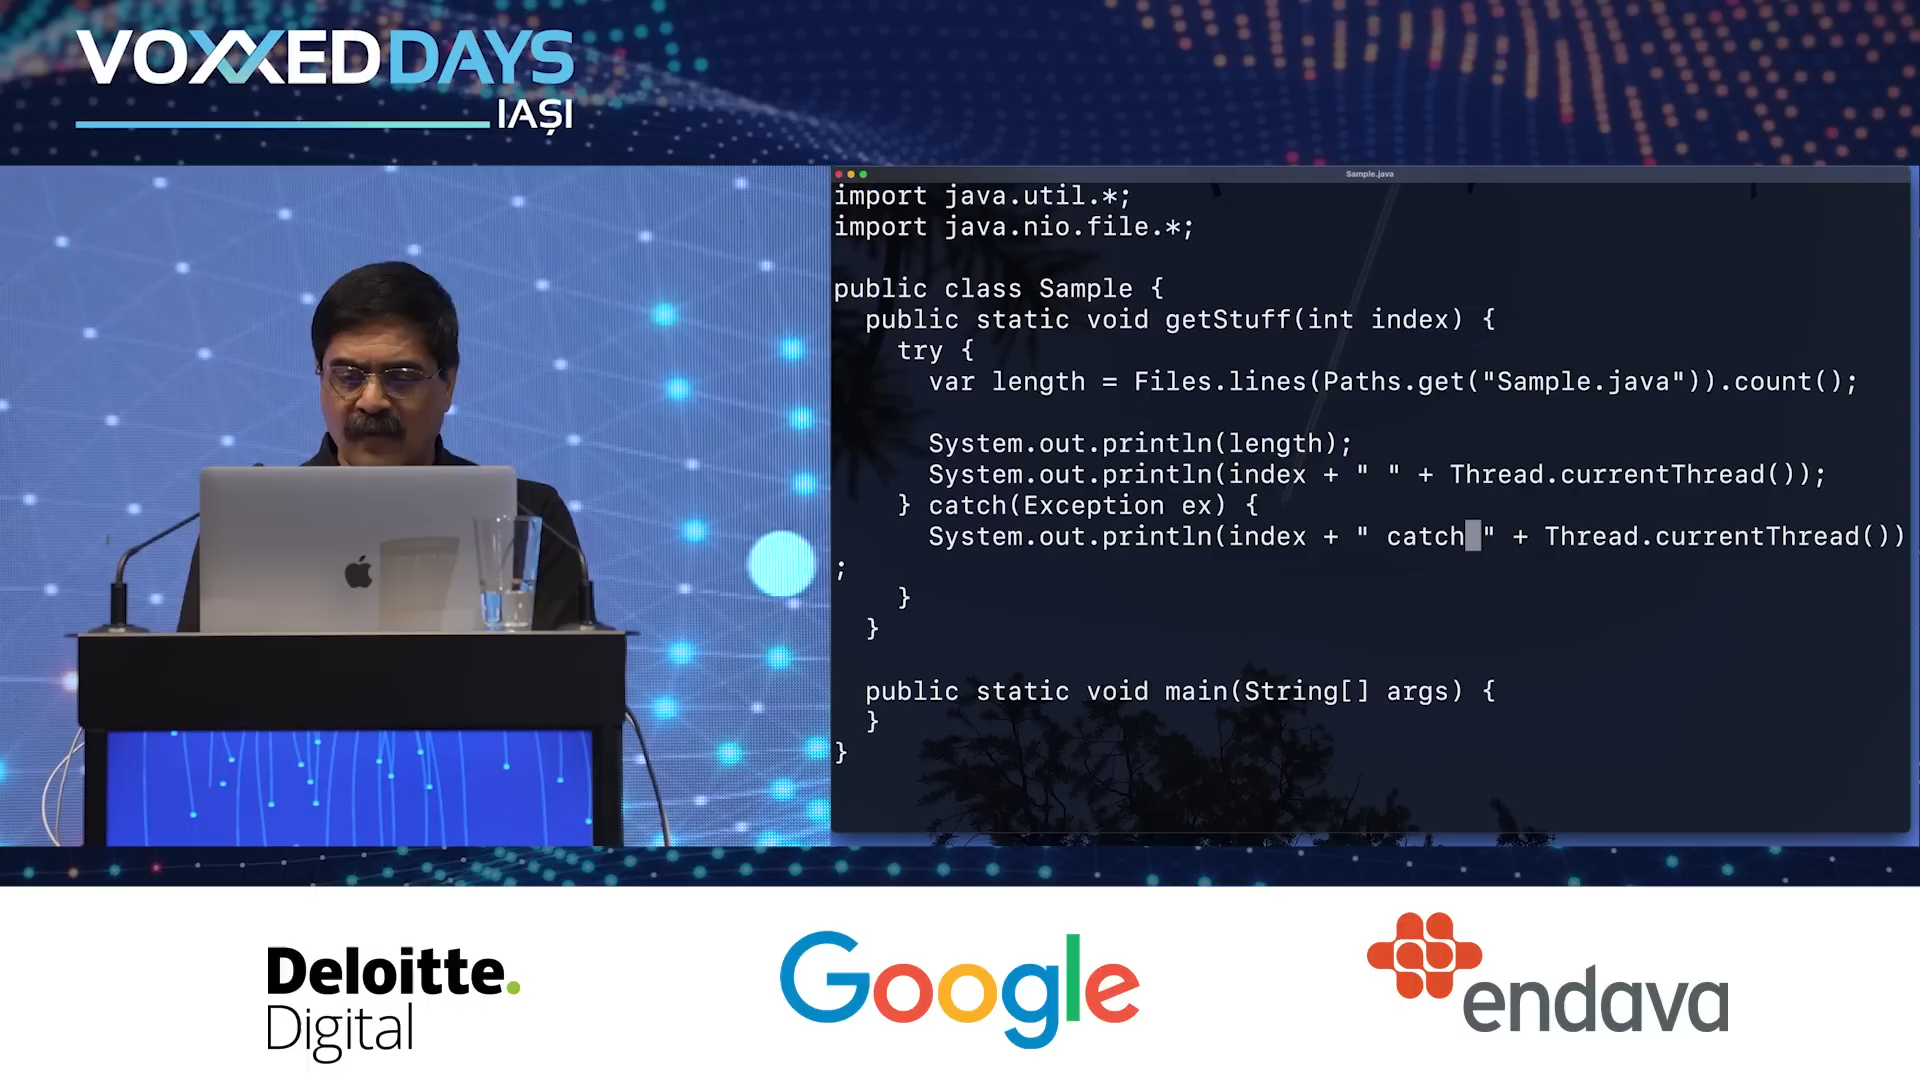 VOXXEDDAYS
IAȘI
Sample.java
import java.util.*;
import java.nio.file.*;
public class Sample {
public static void getStuff(int index) {
try {
var length = Files.lines(Paths.get("Sample.java")).count();
System.out.println(length);
System.out.println(index + " " + Thread.currentThread());
} catch(Exception ex) {
System.out.println(index + " catch " + Thread.currentThread())
;
}
}
public static void main(String[] args) {
}
}
Deloitte.
Digital
Google
endava